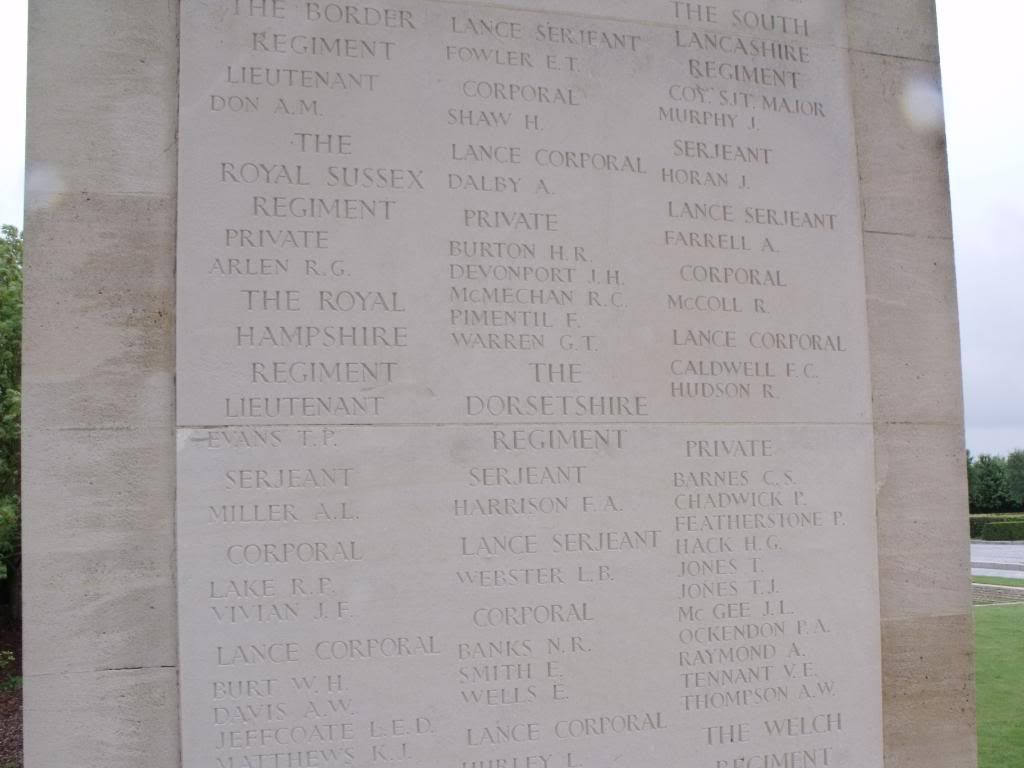 THE BORDER
REGIMENT
LIEUTENANT
DON A.M.
THE
ROYAL SUSSEX
REGIMENT
PRIVATE
ARLEN R.G.
THE ROYAL
HAMPSHIRE
REGIMENT
LIEUTENANT
EVANS T.P.
SERJEANT
MILLER A.L.
CORPORAL
LAKE R.P.
VIVIAN J.F.
LANCE CORPORAL
BURT W.H.
DAVIS A.W.
JEFFCOATE L.E.D.
MATTHEWS K.J.
LANCE SERJEANT
FOWLER E.T.
CORPORAL
SHAW H.
LANCE CORPORAL
DALBY A.
PRIVATE
BURTON H.R.
DEVONPORT J.H.
McMECHAN R.C.
PIMENTIL F.
WARREN G.T.
THE
DORSETSHIRE
REGIMENT
SERJEANT
HARRISON F.A.
LANCE SERJEANT
WEBSTER L.B.
CORPORAL
BANKS N.R.
SMITH E.
WELLS E.
LANCE CORPORAL
HURLEY L.
THE SOUTH
LANCASHIRE
REGIMENT
COY. SJT. MAJOR
MURPHY J.
SERJEANT
HORAN J.
LANCE SERJEANT
FARRELL A.
CORPORAL
McCOLL R.
LANCE CORPORAL
CALDWELL F.C.
HUDSON R.
PRIVATE
BARNES C.S.
CHADWICK P.
FEATHERSTONE P.
HACK H.G.
JONES T.
JONES T.J.
Mc GEE J.L.
OCKENDON P.A.
RAYMOND A.
TENNANT V.E.
THOMPSON A.W.
THE WELCH
REGIMENT